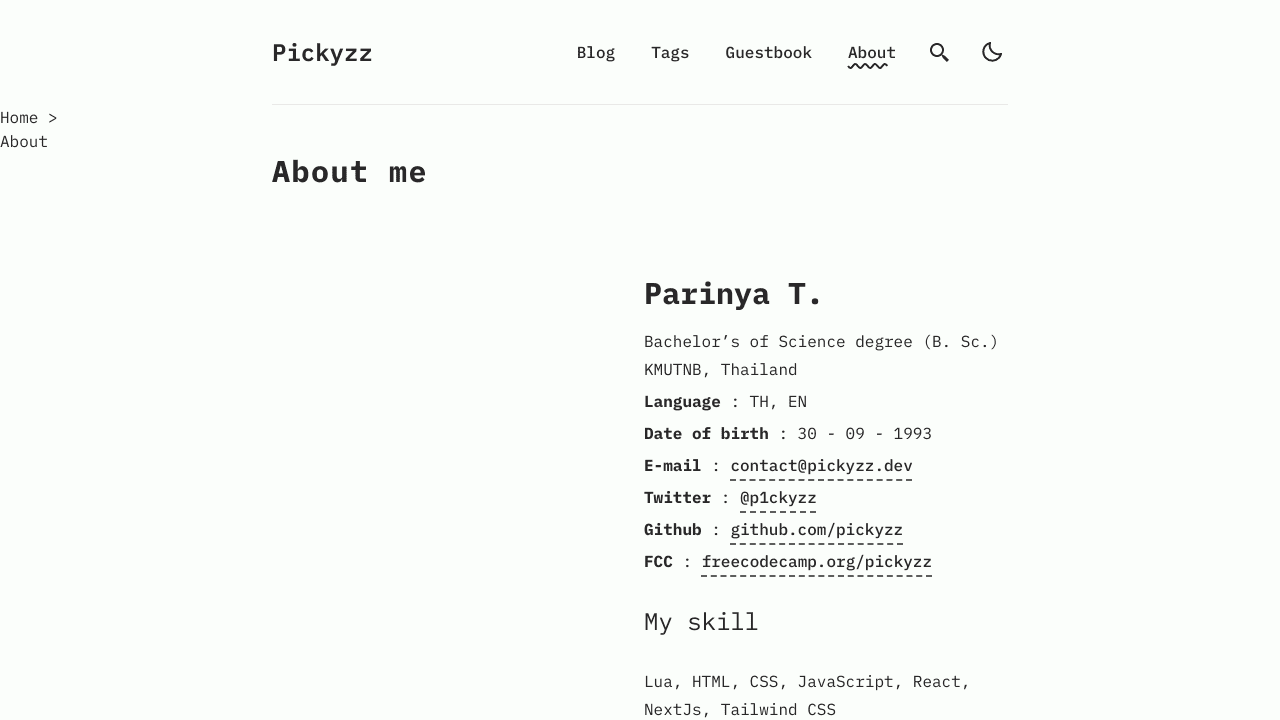 Pickyzz
Blog Tags Guestbook About
Home >
About
About me
Parinya T.
Bachelor’s of Science degree (B. Sc.)
KMUTNB, Thailand
Language : TH, EN
Date of birth : 30 - 09 - 1993
E-mail : contact@pickyzz.dev
Twitter : @p1ckyzz
Github : github.com/pickyzz
FCC : freecodecamp.org/pickyzz
My skill
Lua, HTML, CSS, JavaScript, React,
NextJs, Tailwind CSS